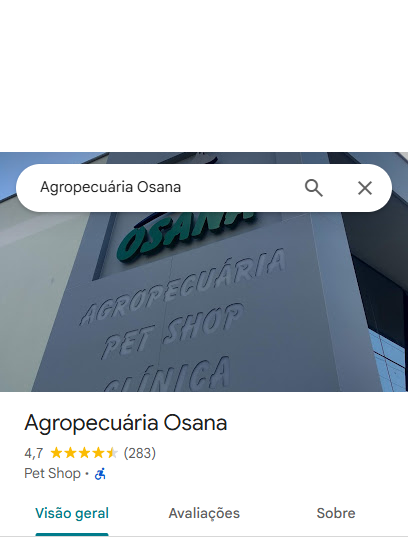 Agropecuária Osana
OSANA
AGROPECUÁRIA
PET SHOP
CLÍNICA
Agropecuária Osana
4,7 (283)
Pet Shop ·
Visão geral Avaliações Sobre